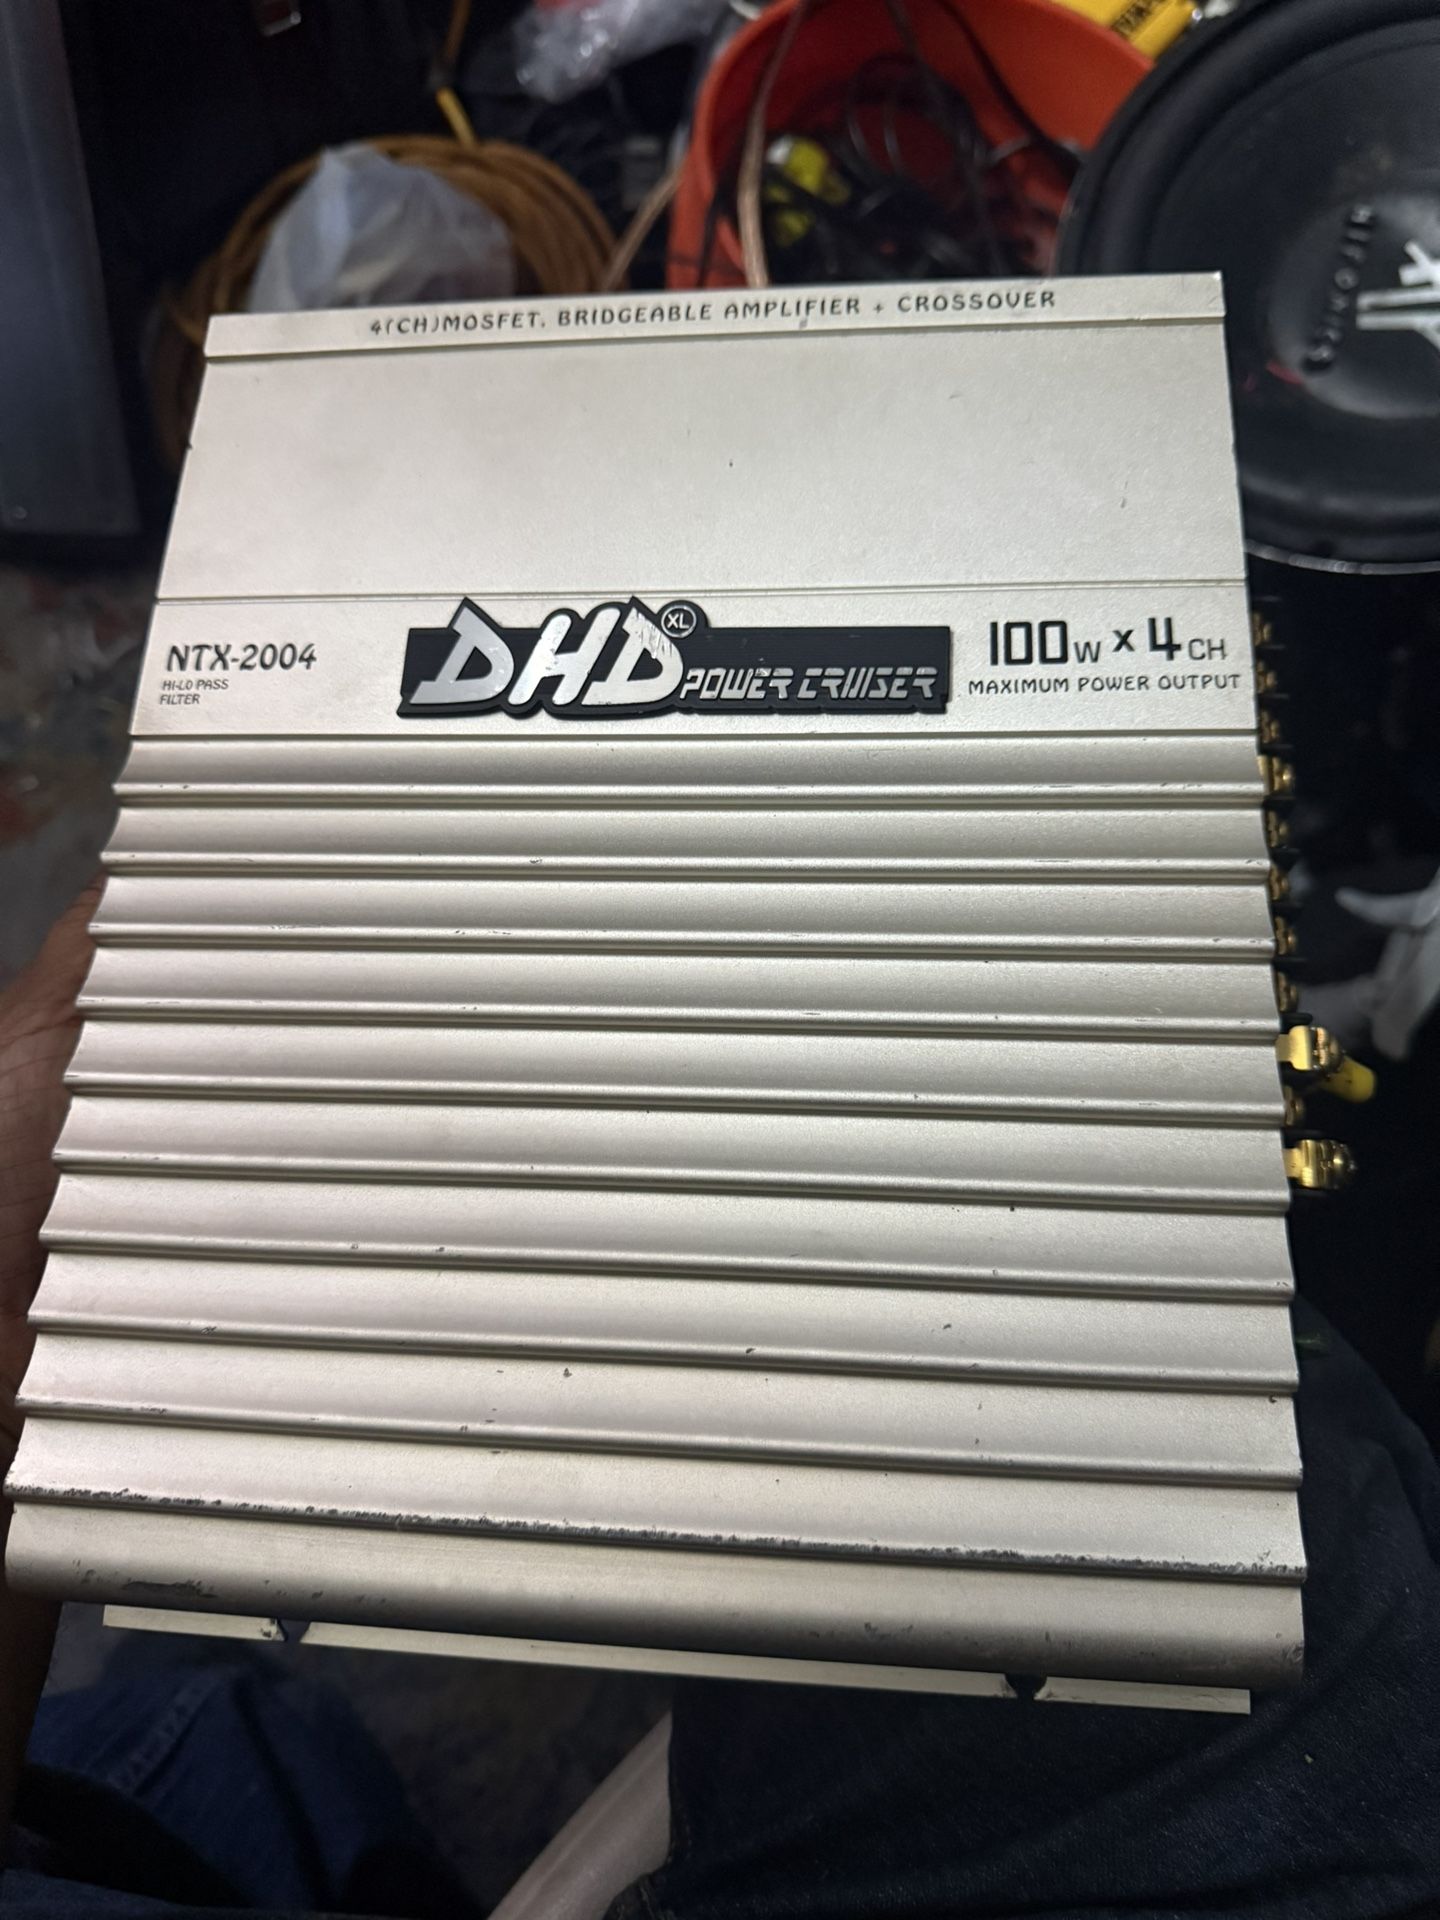 4(CH)MOSFET. BRIDGEABLE AMPLIFIER + CROSSOVER
NTX-2004
HI-LO PASS
FILTER
DHD XL POWER CRUISER
100W x 4CH
MAXIMUM POWER OUTPUT